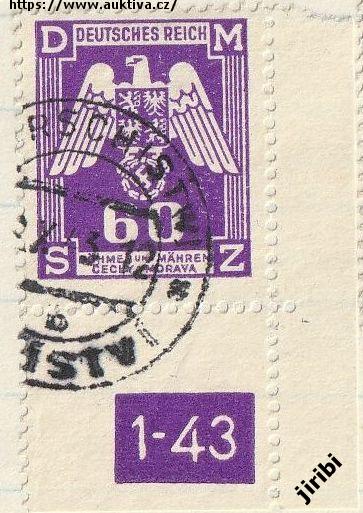 https://www.auktiva.cz/
D DEUTSCHES REICH M
60
BÖHMEN UND MÄHREN
S ČECHY A MORAVA Z
1-43
jiribi